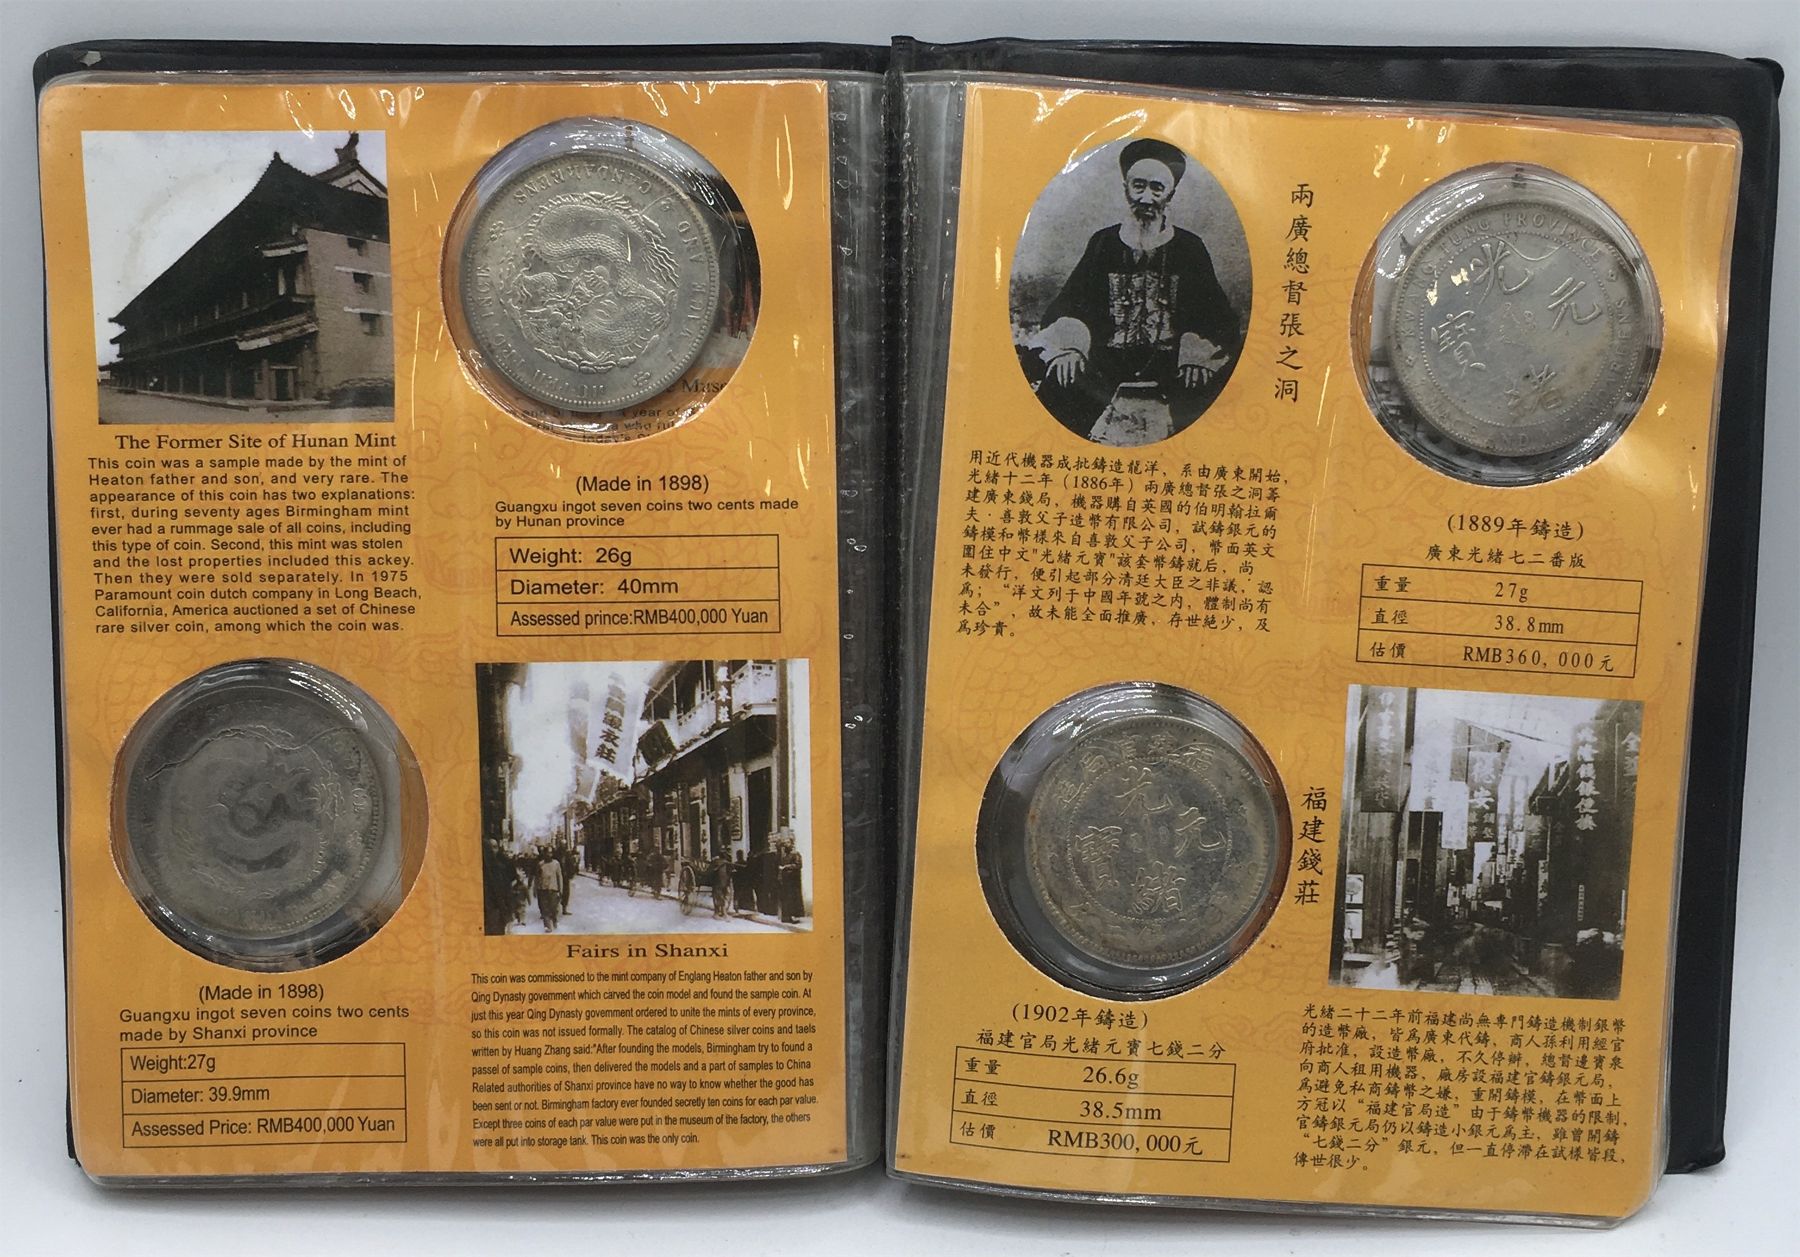 The Former Site of Hunan Mint
This coin was a sample made by the mint of
Heaton father and son, and very rare. The
appearance of this coin has two explanations:
first, during seventy ages Birmingham mint
ever had a rummage sale of all coins, including
this type of coin. Second, this mint was stolen
and the lost properties included this ackey.
Then they were sold separately. In 1975
Paramount coin dutch company in Long Beach,
California, America auctioned a set of Chinese
rare silver coin, among which the coin was.
(Made in 1898)
Guangxu ingot seven coins two cents made
by Hunan province
Weight: 26g
Diameter: 40mm
Assessed prince:RMB400,000 Yuan
(Made in 1898)
Guangxu ingot seven coins two cents
made by Shanxi province
Weight:27g
Diameter: 39.9mm
Assessed Price: RMB400,000 Yuan
Fairs in Shanxi
This coin was commissioned to the mint company of Englang Heaton father and son by
Qing Dynasty government which carved the coin model and found the sample coin. At
just this year Qing Dynasty government ordered to unite the mints of every province,
so this coin was not issued formally. The catalog of Chinese silver coins and taels
written by Huang Zhang said:"After founding the models, Birmingham try to found a
passel of sample coins, then delivered the models and a part of samples to China
Related authorities of Shanxi province have no way to know whether the good has
been sent or not. Birmingham factory ever founded secretly ten coins for each par value.
Except three coins of each par value were put in the museum of the factory, the others
were all put into storage tank. This coin was the only coin.
兩廣總督張之洞
用近代機器成批鑄造龍洋，系由廣東開始，
光緒十二年（1886年）兩廣總督張之洞籌
建廣東錢局，機器購自英國的伯明翰拉爾
夫·喜敦父子造幣有限公司，試鑄銀元的
鑄模和幣樣來自喜敦父子公司，幣面英文
圍住中文"光緒元寶"該套幣鑄就后，尚
未發行，便引起部分清廷大臣之非議，認
爲；“洋文列于中國年號之內，體制尚有
未合”，故未能全面推廣，存世絶少，及
爲珍貴。
PROVINCE
光緒元寶
(1889年鑄造)
廣東光緒七二番版
重量 27g
直徑 38.8mm
估價 RMB360,000元
光緒元寶
福建錢莊
(1902年鑄造)
福建官局光緒元寶七錢二分
重量 26.6g
直徑 38.5mm
估價 RMB300,000元
光緒二十二年前福建尚無專門鑄造機制銀幣
的造幣廠，皆爲廣東代鑄，商人孫利用經官
府批准，設造幣廠，不久停辦，總督邊寶泉
向商人租用機器，廠房設福建官鑄銀元局，
爲避免私商鑄幣之嫌，重開鑄模，在幣面上
方冠以“福建官局造”由于鑄幣機器的限制，
官鑄銀元局仍以鑄造小銀元爲主，雖曾開鑄
“七錢二分”銀元，但一直停滯在試樣皆段，
傳世很少。